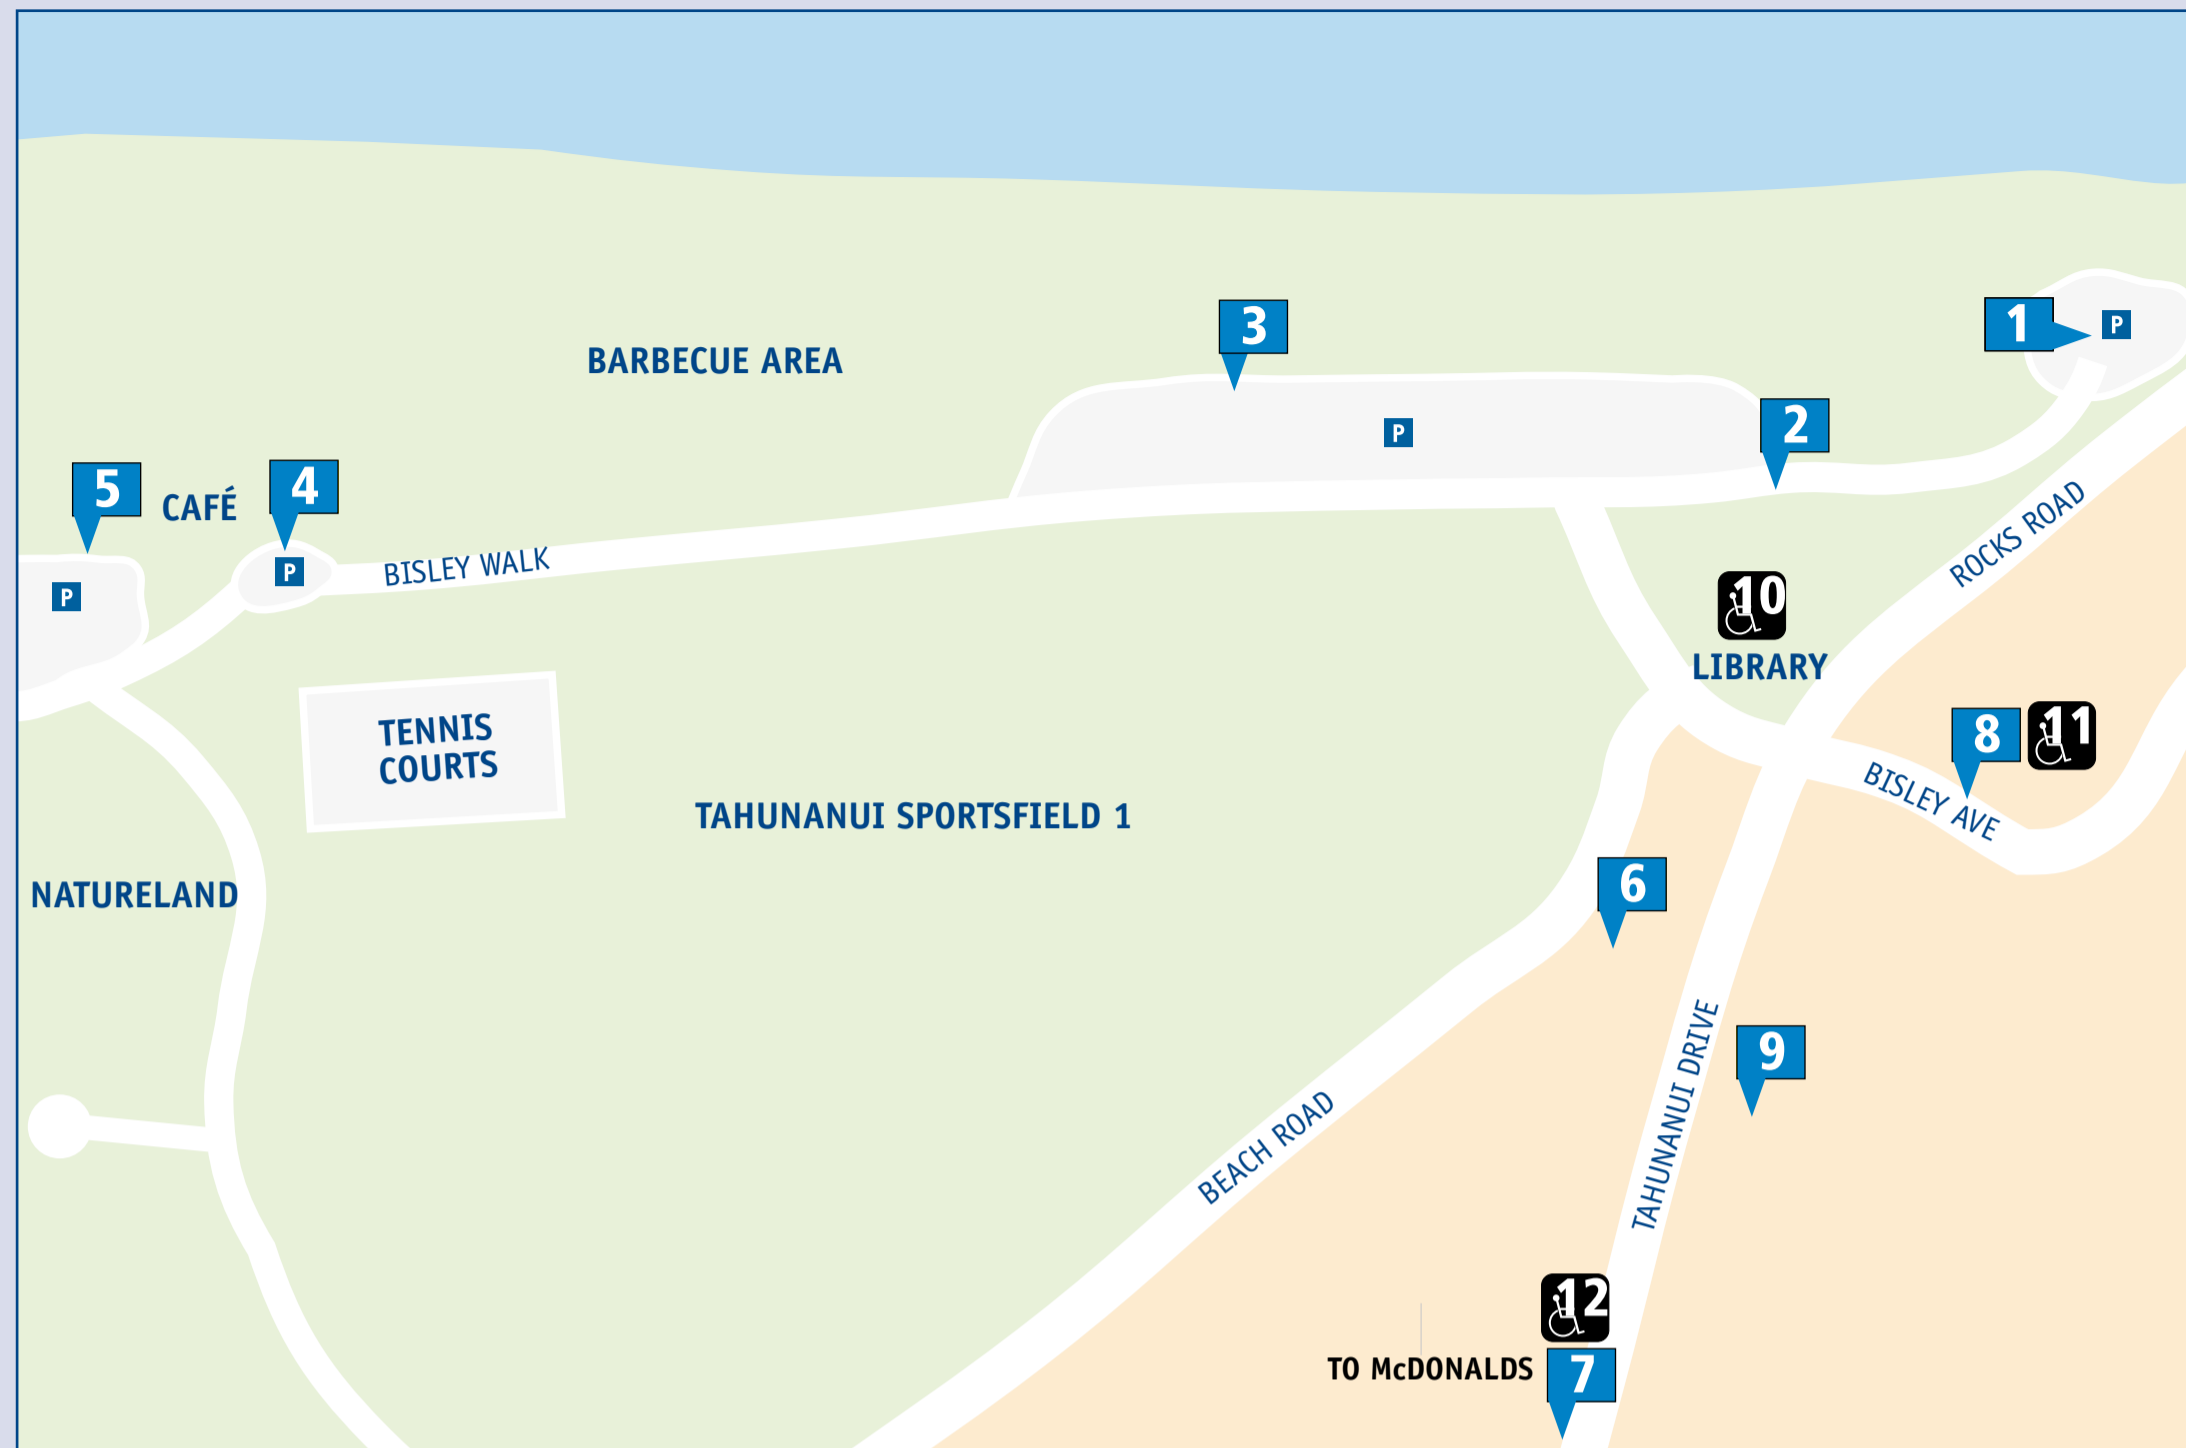 3
1
P
BARBECUE AREA
2
P
5
CAFÉ
4
BISLEY WALK
P
P
ROCKS ROAD
10
LIBRARY
TENNIS
COURTS
8
11
BISLEY AVE
TAHUNANUI SPORTSFIELD 1
NATURELAND
6
9
TAHUNANUI DRIVE
BEACH ROAD
12
TO McDONALDS
7